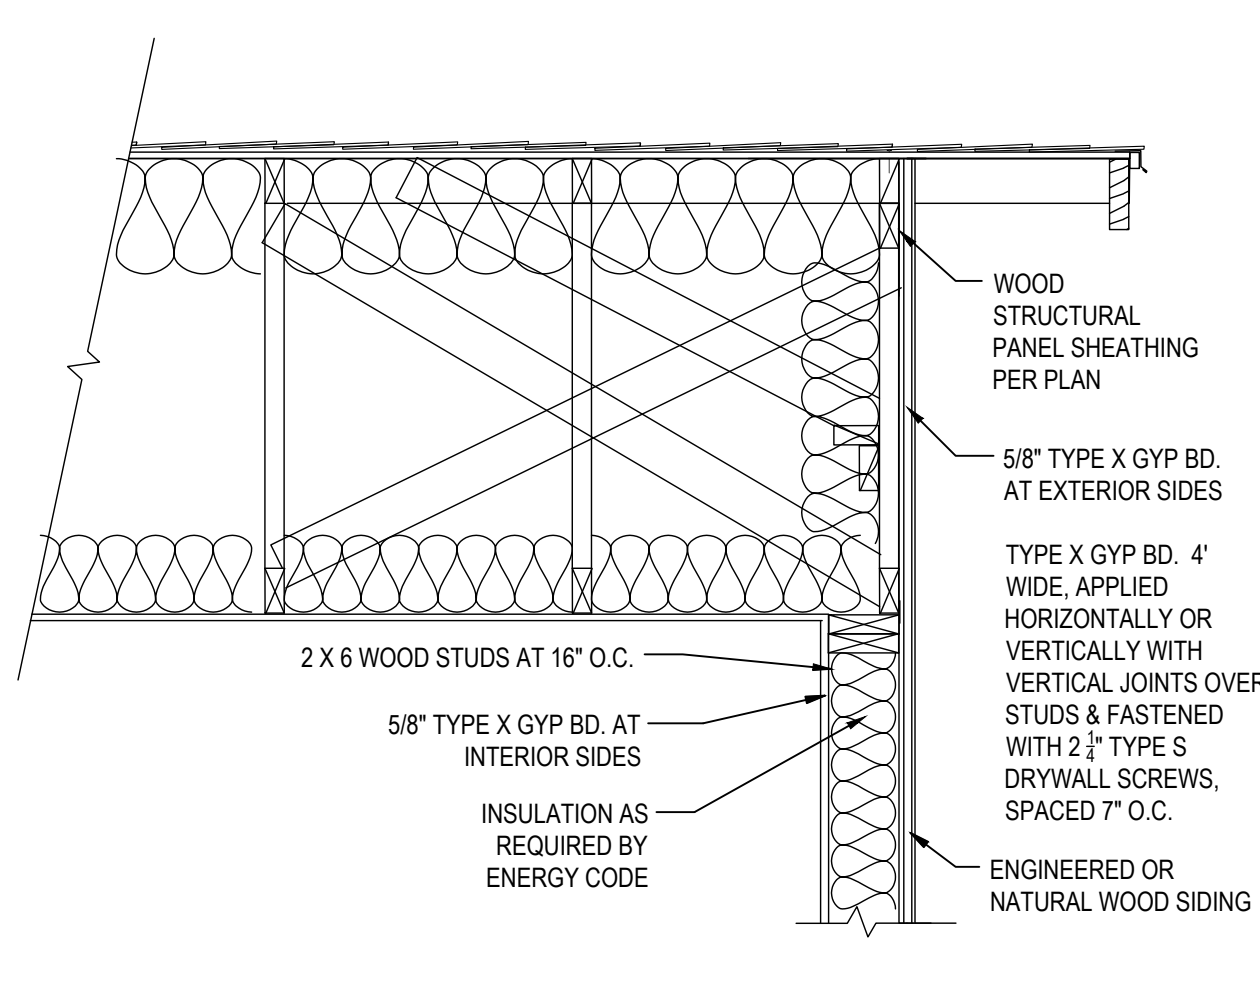 WOOD
STRUCTURAL
PANEL SHEATHING
PER PLAN
5/8" TYPE X GYP BD.
AT EXTERIOR SIDES
TYPE X GYP BD. 4'
WIDE, APPLIED
HORIZONTALLY OR
VERTICALLY WITH
VERTICAL JOINTS OVER
STUDS & FASTENED
WITH 2 1/4" TYPE S
DRYWALL SCREWS,
SPACED 7" O.C.
ENGINEERED OR
NATURAL WOOD SIDING
2 X 6 WOOD STUDS AT 16" O.C.
5/8" TYPE X GYP BD. AT
INTERIOR SIDES
INSULATION AS
REQUIRED BY
ENERGY CODE